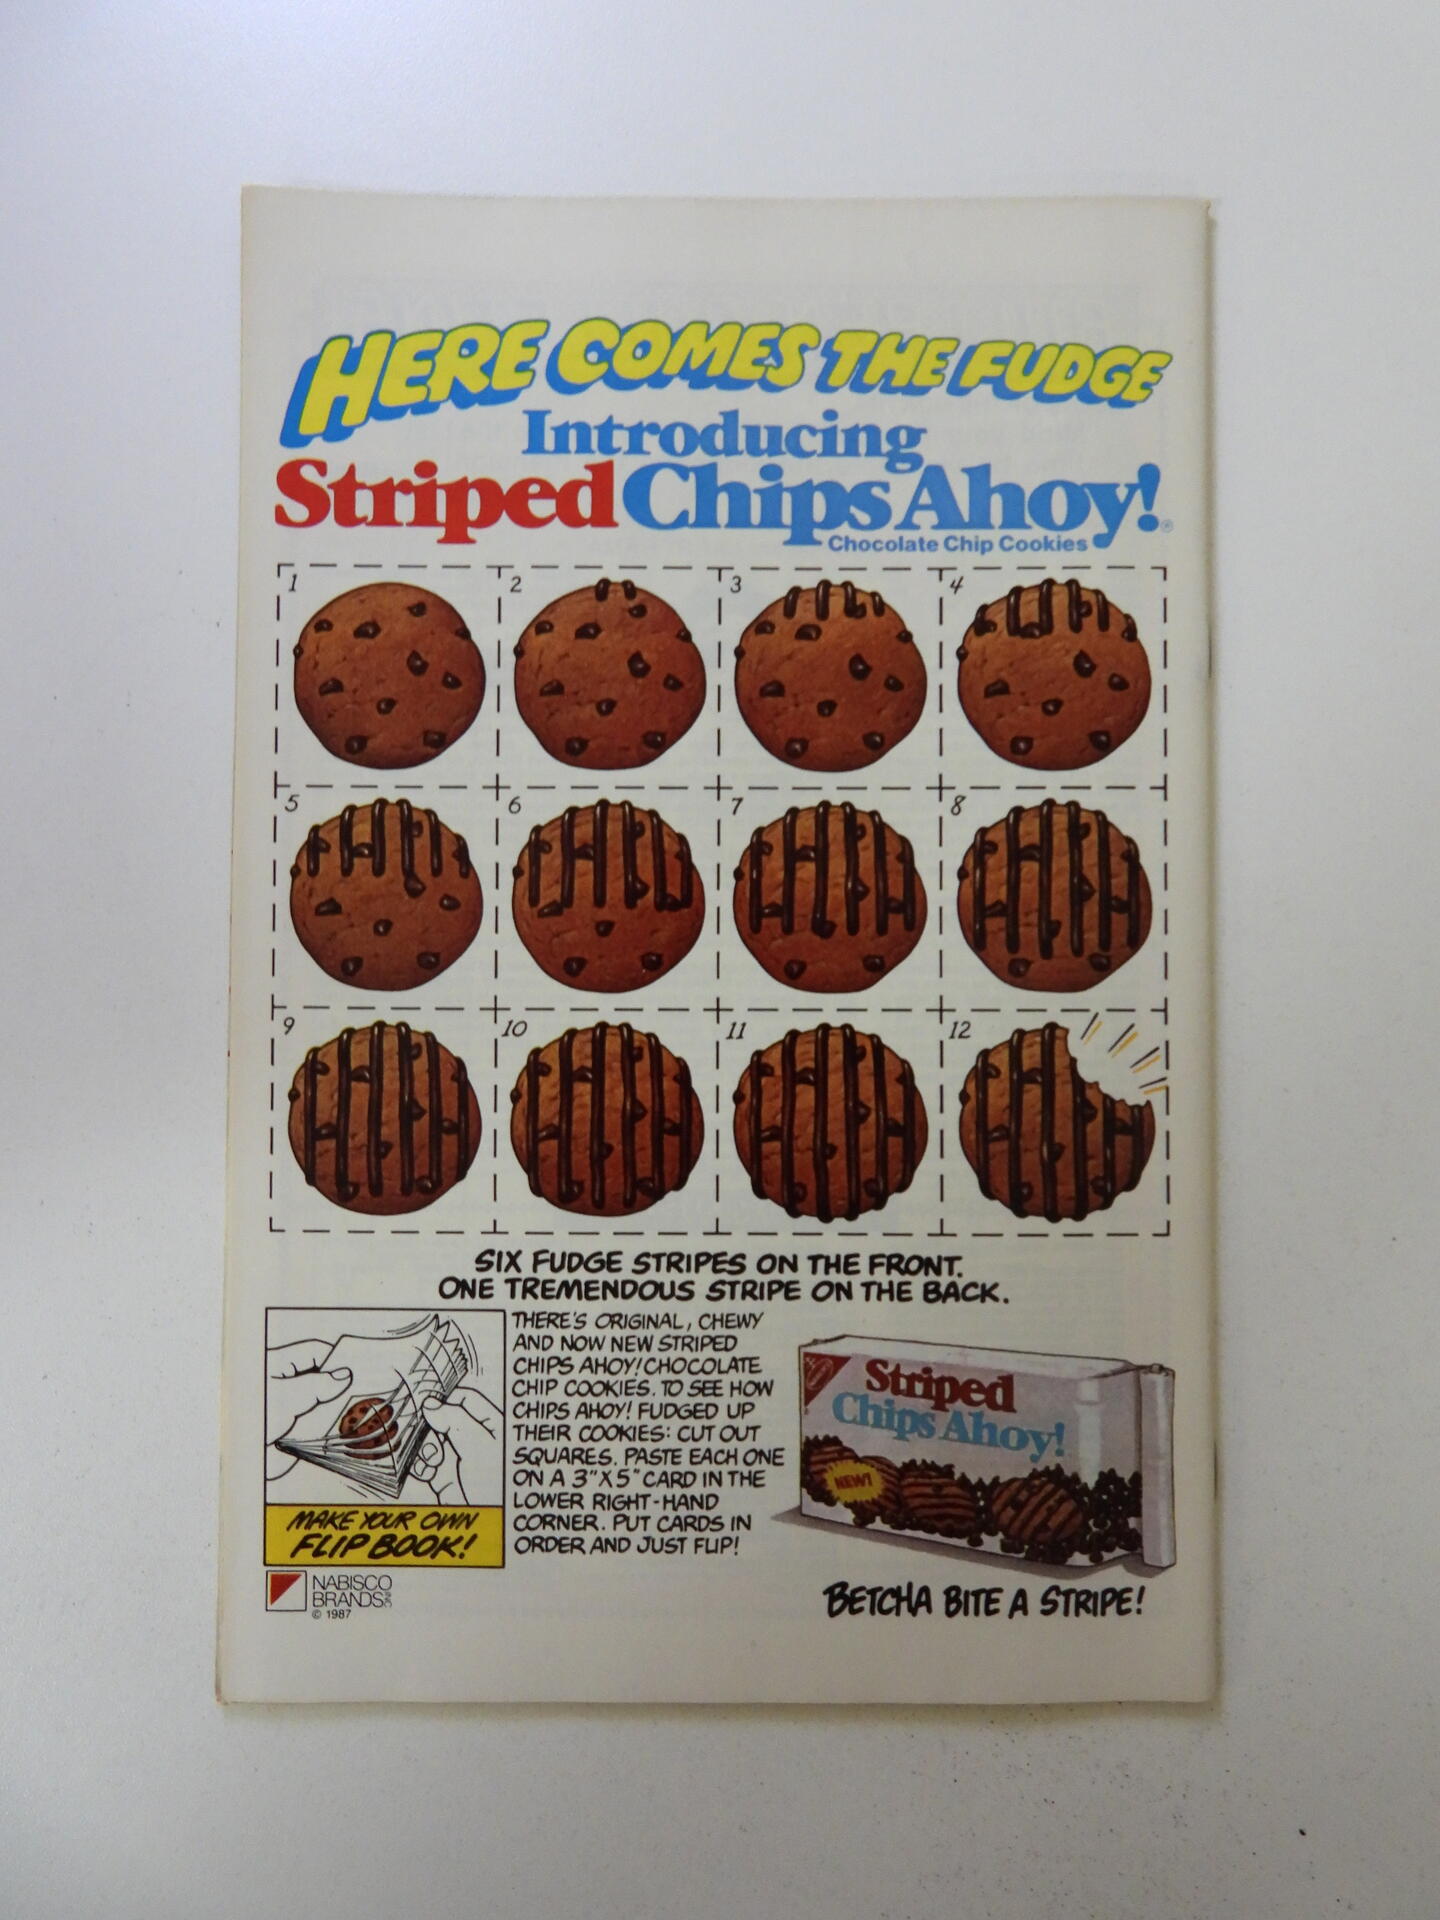 HERE COMES THE FUDGE
Introducing
Striped Chips Ahoy!®
Chocolate Chip Cookies
1
2
3
4
5
6
7
8
9
10
11
12
SIX FUDGE STRIPES ON THE FRONT.
ONE TREMENDOUS STRIPE ON THE BACK.
THERE'S ORIGINAL, CHEWY
AND NOW NEW STRIPED
CHIPS AHOY! CHOCOLATE
CHIP COOKIES. TO SEE HOW
CHIPS AHOY! FUDGED UP
THEIR COOKIES: CUT OUT
SQUARES. PASTE EACH ONE
ON A 3"X5" CARD IN THE
LOWER RIGHT-HAND
CORNER. PUT CARDS IN
ORDER AND JUST FLIP!
MAKE YOUR OWN
FLIP BOOK!
Striped
Chips Ahoy!
NEW!
NABISCO
BRANDS INC
© 1987
BETCHA BITE A STRIPE!